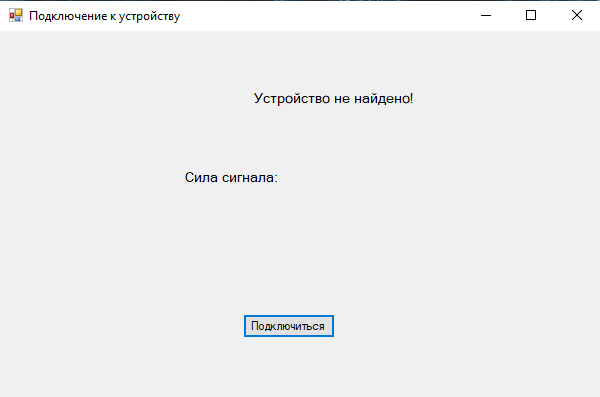 Подключение к устройству
Устройство не найдено!
Сила сигнала:
Подключиться